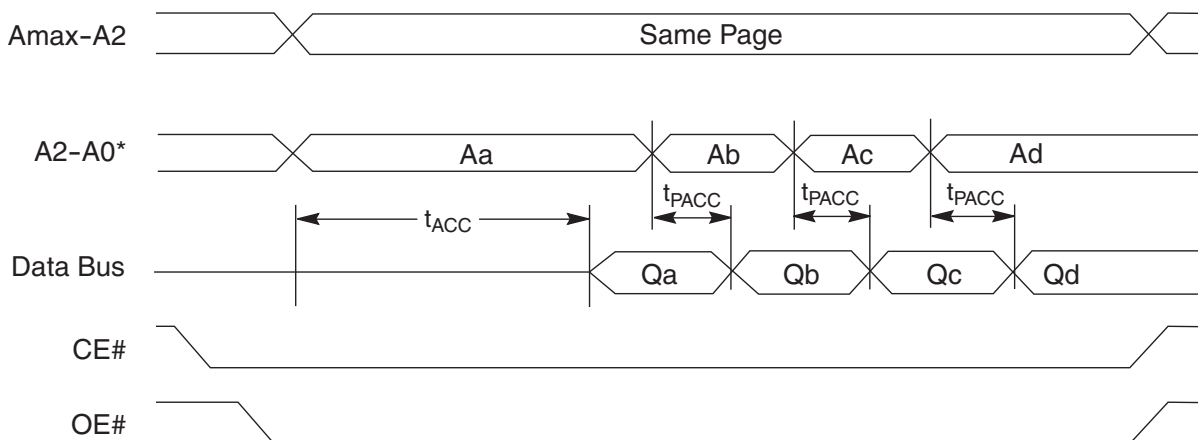 Amax-A2
Same Page
A2-A0*
Aa
Ab
Ac
Ad
tACC
tPACC
tPACC
tPACC
Data Bus
Qa
Qb
Qc
Qd
CE#
OE#